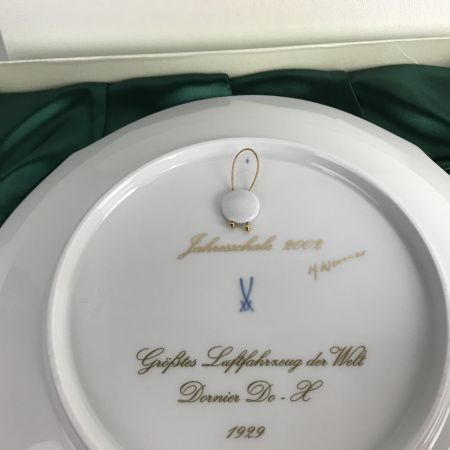 Jahresschale 2002
Größtes Luftfahrzeug der Welt
Dornier Do - X
1929